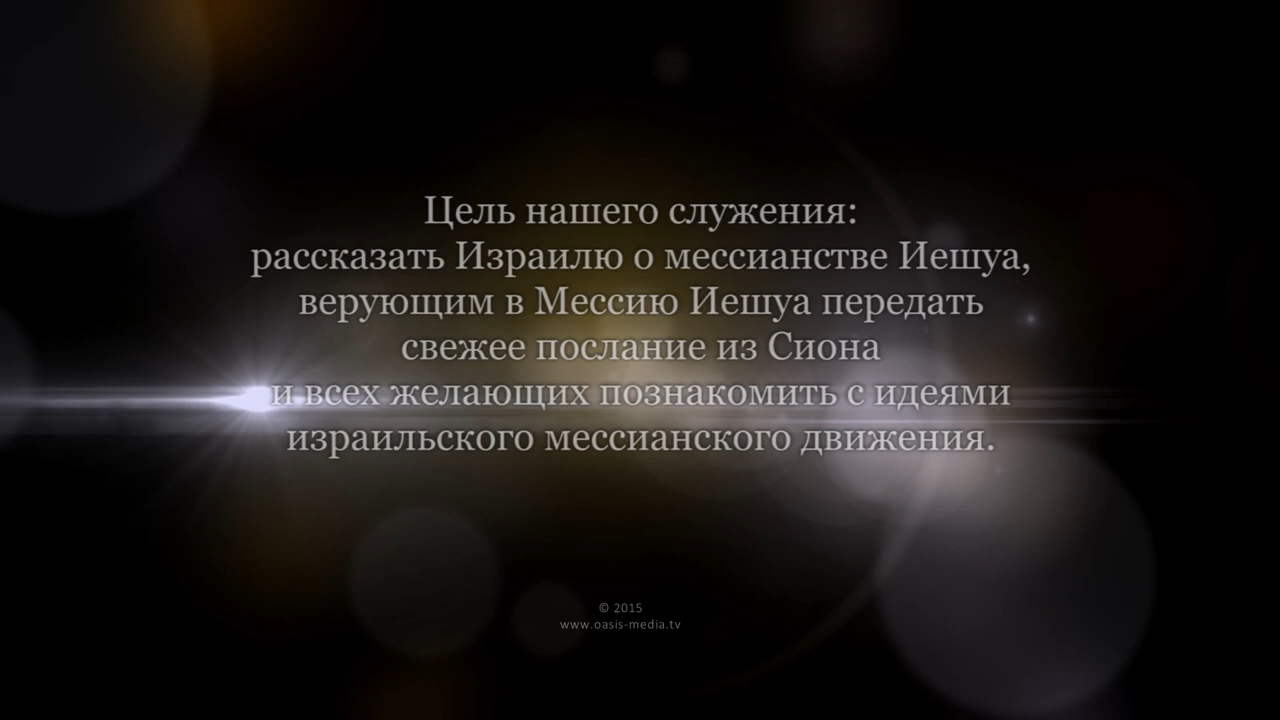 Цель нашего служения:
рассказать Израилю о мессианстве Иешуа,
верующим в Мессию Иешуа передать
свежее послание из Сиона
и всех желающих познакомить с идеями
израильского мессианского движения.
© 2015
www.oasis-media.tv